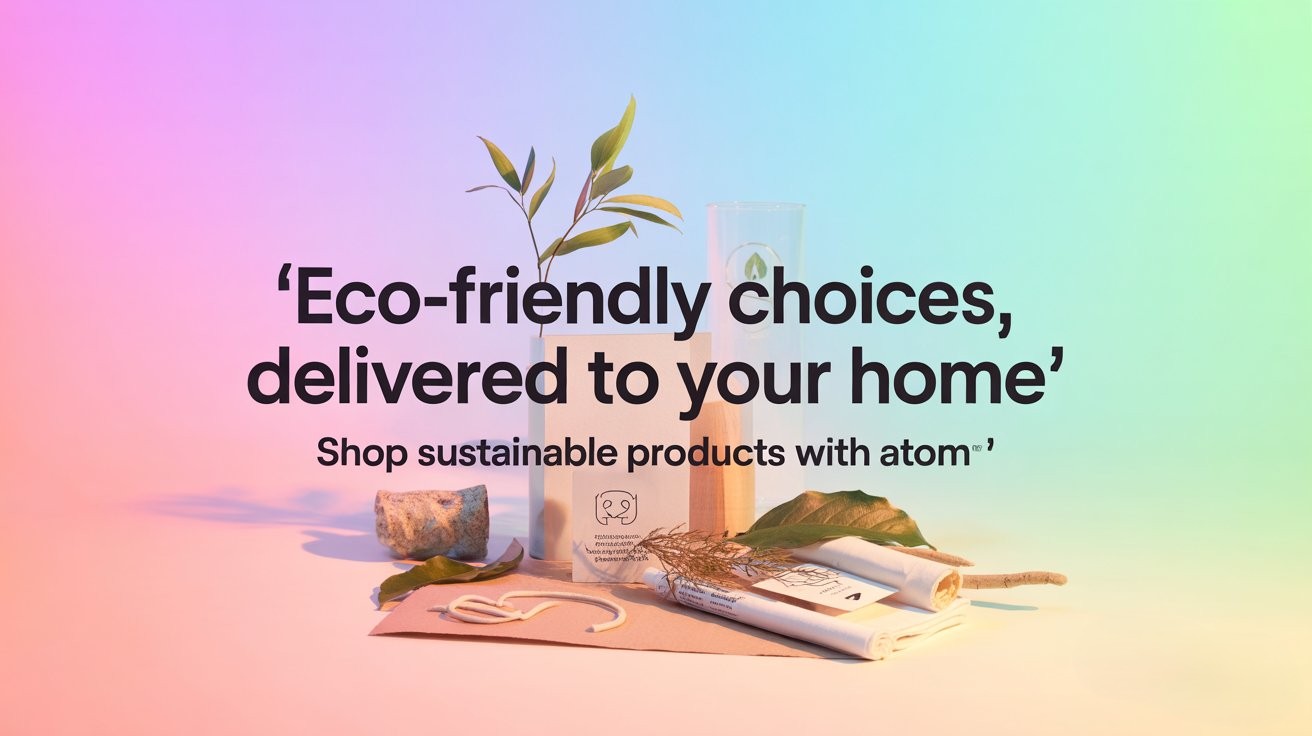 ‘Eco-friendly choices,
delivered to your home’
Shop sustainable products with atom ’